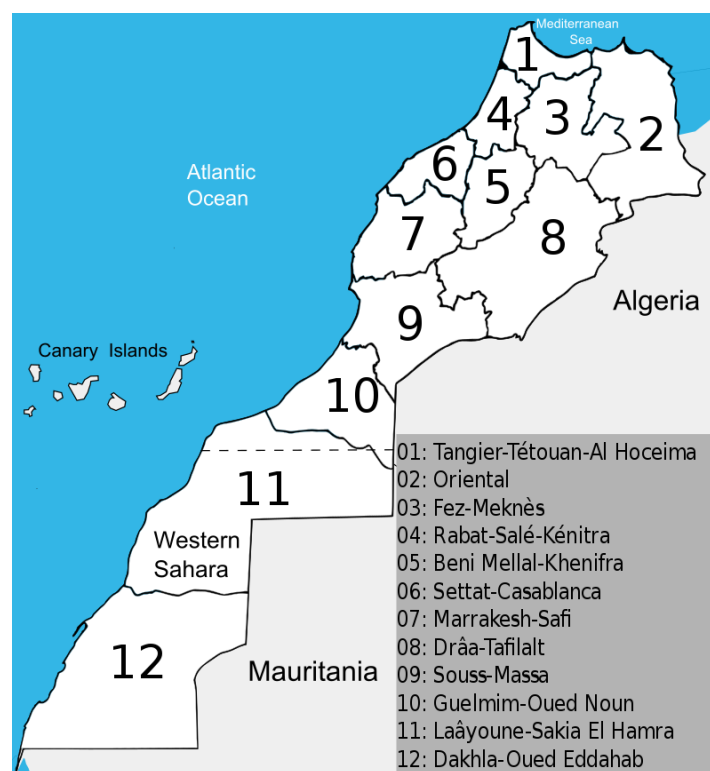 Mediterranean
Sea
1
4
3
2
6
5
Atlantic
Ocean
7
8
Algeria
9
Canary Islands
10
11
Western
Sahara
12
Mauritania
01: Tangier-Tétouan-Al Hoceima
02: Oriental
03: Fez-Meknès
04: Rabat-Salé-Kénitra
05: Beni Mellal-Khenifra
06: Settat-Casablanca
07: Marrakesh-Safi
08: Drâa-Tafilalt
09: Souss-Massa
10: Guelmim-Oued Noun
11: Laâyoune-Sakia El Hamra
12: Dakhla-Oued Eddahab